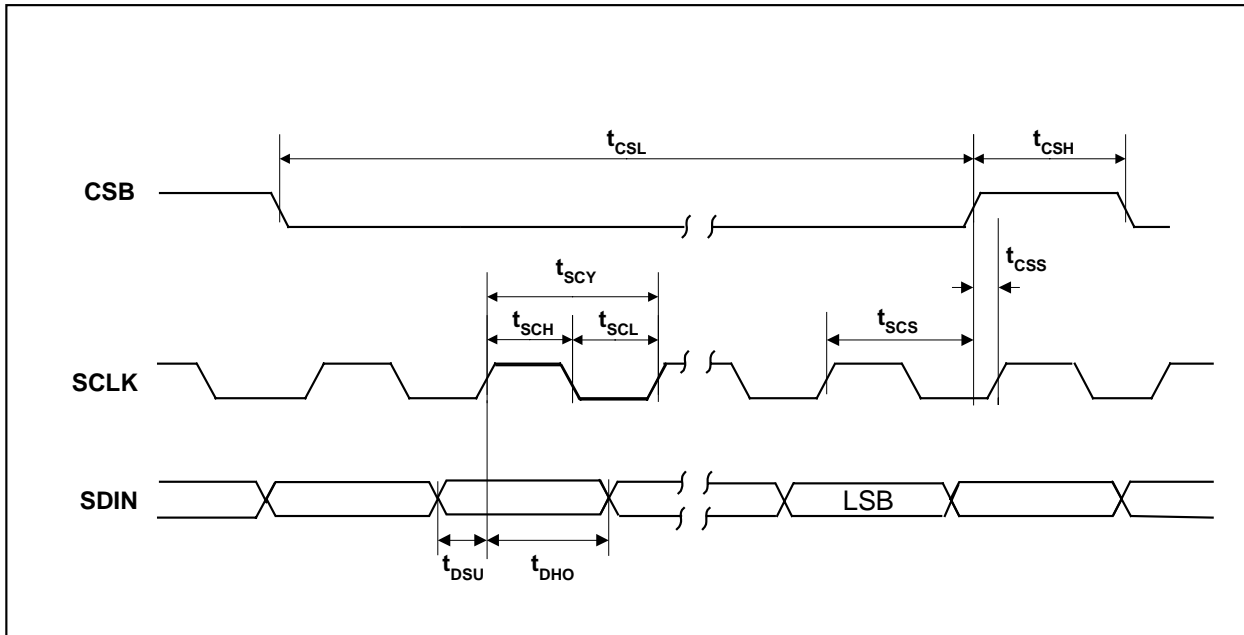 tCSL
tCSH
CSB
tCSS
tSCY
tSCH
tSCL
tSCS
SCLK
SDIN
LSB
tDSU
tDHO